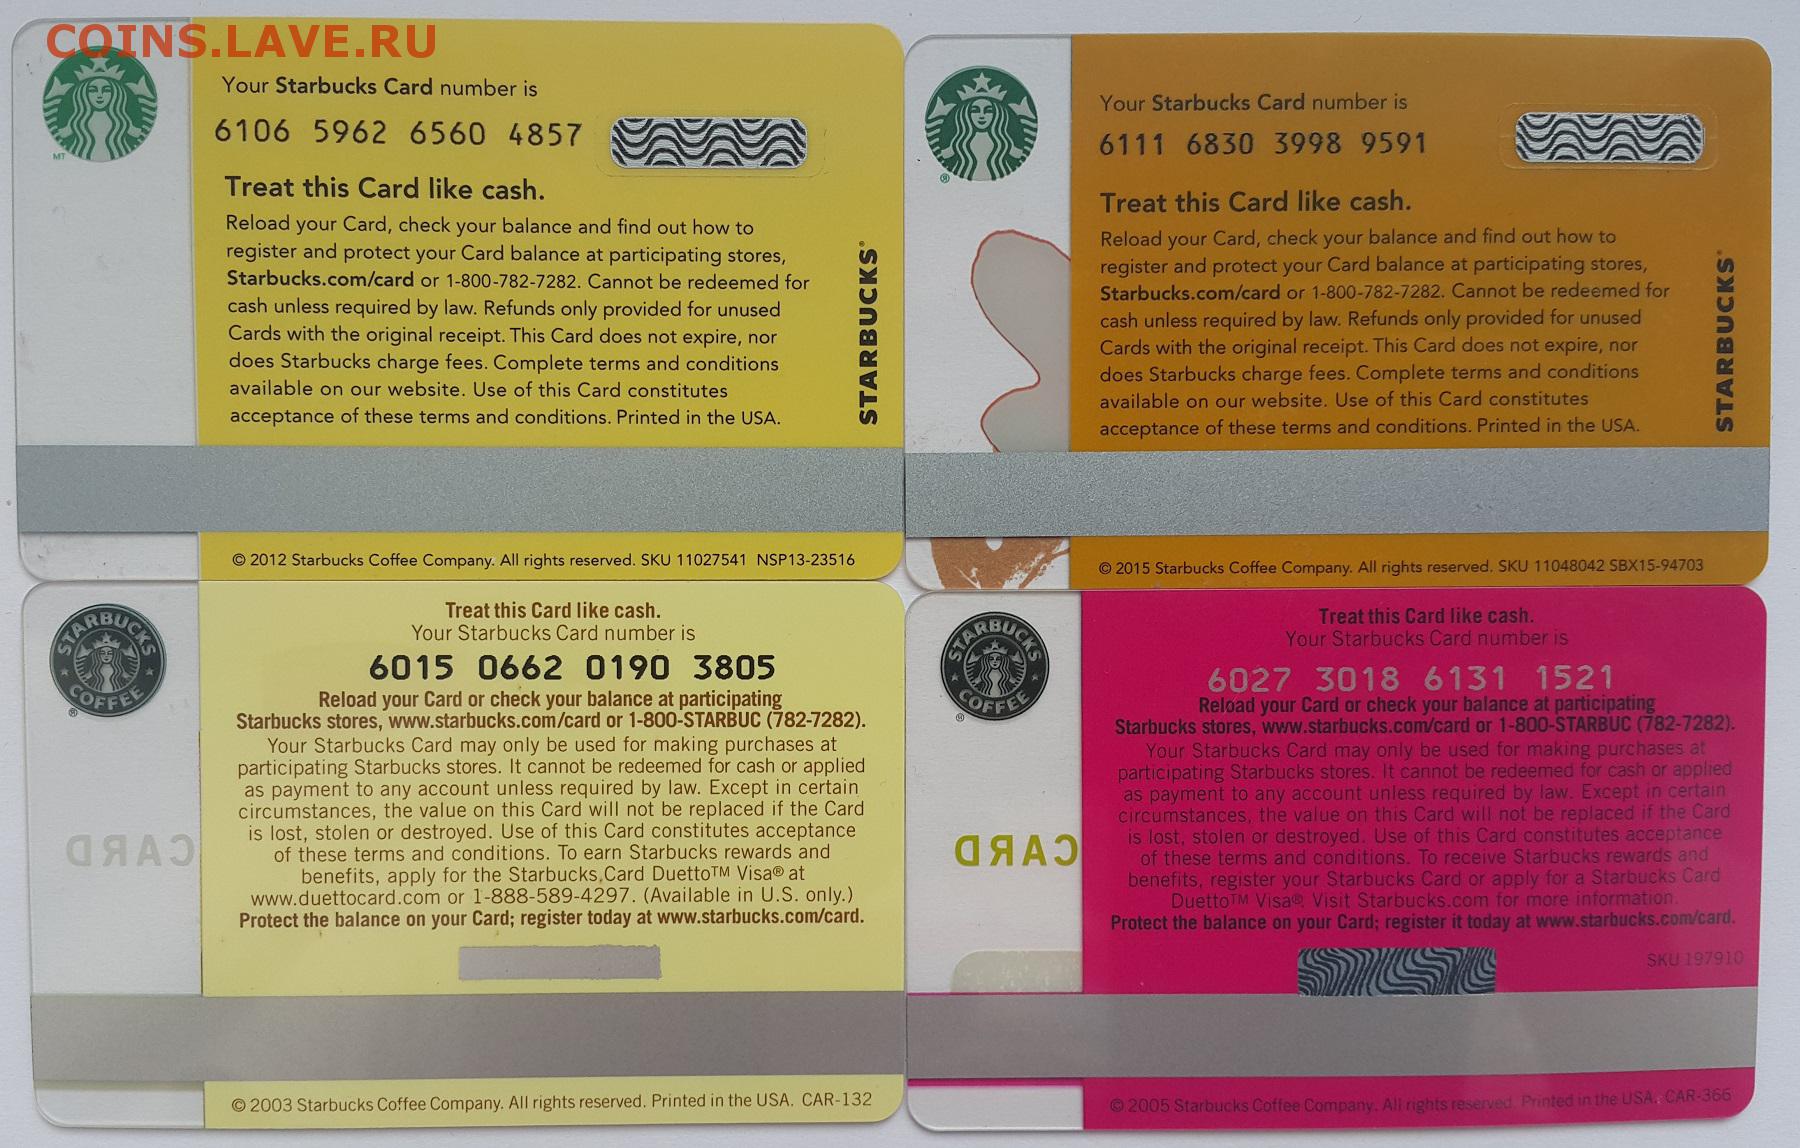 COINS.LAVE.RU
MT
Your Starbucks Card number is
6106 5962 6560 4857
Treat this Card like cash.
Reload your Card, check your balance and find out how to
register and protect your Card balance at participating stores,
Starbucks.com/card or 1-800-782-7282. Cannot be redeemed for
cash unless required by law. Refunds only provided for unused
Cards with the original receipt. This Card does not expire, nor
does Starbucks charge fees. Complete terms and conditions
available on our website. Use of this Card constitutes
acceptance of these terms and conditions. Printed in the USA.
STARBUCKS®
© 2012 Starbucks Coffee Company. All rights reserved. SKU 11027541 NSP13-23516
®
Your Starbucks Card number is
6111 6830 3998 9591
Treat this Card like cash.
Reload your Card, check your balance and find out how to
register and protect your Card balance at participating stores,
Starbucks.com/card or 1-800-782-7282. Cannot be redeemed for
cash unless required by law. Refunds only provided for unused
Cards with the original receipt. This Card does not expire, nor
does Starbucks charge fees. Complete terms and conditions
available on our website. Use of this Card constitutes
acceptance of these terms and conditions. Printed in the USA.
STARBUCKS®
© 2015 Starbucks Coffee Company. All rights reserved. SKU 11048042 SBX15-94703
STARBUCKS
COFFEE
®
CARD
Treat this Card like cash.
Your Starbucks Card number is
6015 0662 0190 3805
Reload your Card or check your balance at participating
Starbucks stores, www.starbucks.com/card or 1-800-STARBUC (782-7282).
Your Starbucks Card may only be used for making purchases at
participating Starbucks stores. It cannot be redeemed for cash or applied
as payment to any account unless required by law. Except in certain
circumstances, the value on this Card will not be replaced if the Card
is lost, stolen or destroyed. Use of this Card constitutes acceptance
of these terms and conditions. To earn Starbucks rewards and
benefits, apply for the Starbucks Card Duetto™ Visa® at
www.duettocard.com or 1-888-589-4297. (Available in U.S. only.)
Protect the balance on your Card; register today at www.starbucks.com/card.
© 2003 Starbucks Coffee Company. All rights reserved. Printed in the USA. CAR-132
STARBUCKS
COFFEE
®
CARD
Treat this Card like cash.
Your Starbucks Card number is
6027 3018 6131 1521
Reload your Card or check your balance at participating
Starbucks stores, www.starbucks.com/card or 1-800-STARBUC (782-7282).
Your Starbucks Card may only be used for making purchases at
participating Starbucks stores. It cannot be redeemed for cash or applied
as payment to any account unless required by law. Except in certain
circumstances, the value on this Card will not be replaced if the Card
is lost, stolen or destroyed. Use of this Card constitutes acceptance
of these terms and conditions. To receive Starbucks rewards and
benefits, register your Starbucks Card or apply for a Starbucks Card
Duetto™ Visa®. Visit Starbucks.com for more information.
Protect the balance on your Card; register it today at www.starbucks.com/card.
SKU 197910
© 2005 Starbucks Coffee Company. All rights reserved. Printed in the USA. CAR-366